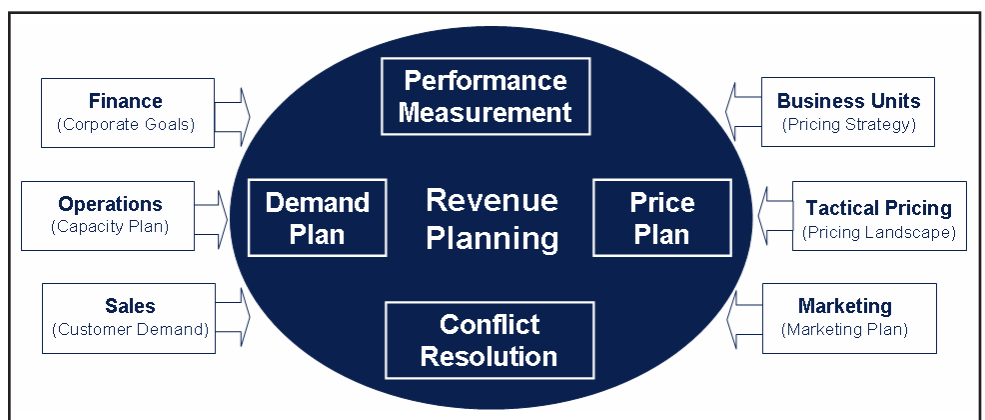 Performance
Measurement
Finance
(Corporate Goals)
Business Units
(Pricing Strategy)
Operations
(Capacity Plan)
Demand
Plan
Revenue
Planning
Price
Plan
Tactical Pricing
(Pricing Landscape)
Sales
(Customer Demand)
Conflict
Resolution
Marketing
(Marketing Plan)